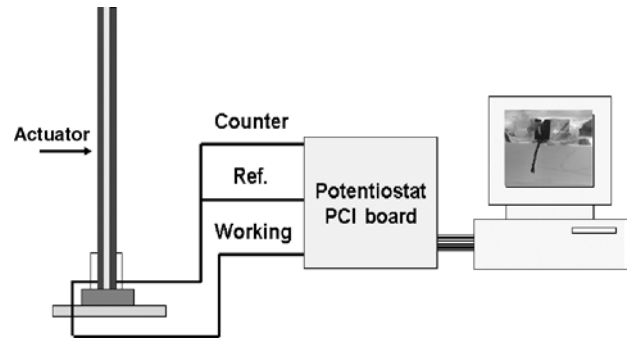 Actuator
Counter
Ref.
Working
Potentiostat
PCI board